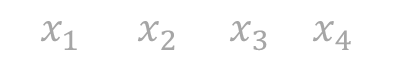 x₁ x₂ x₃ x₄